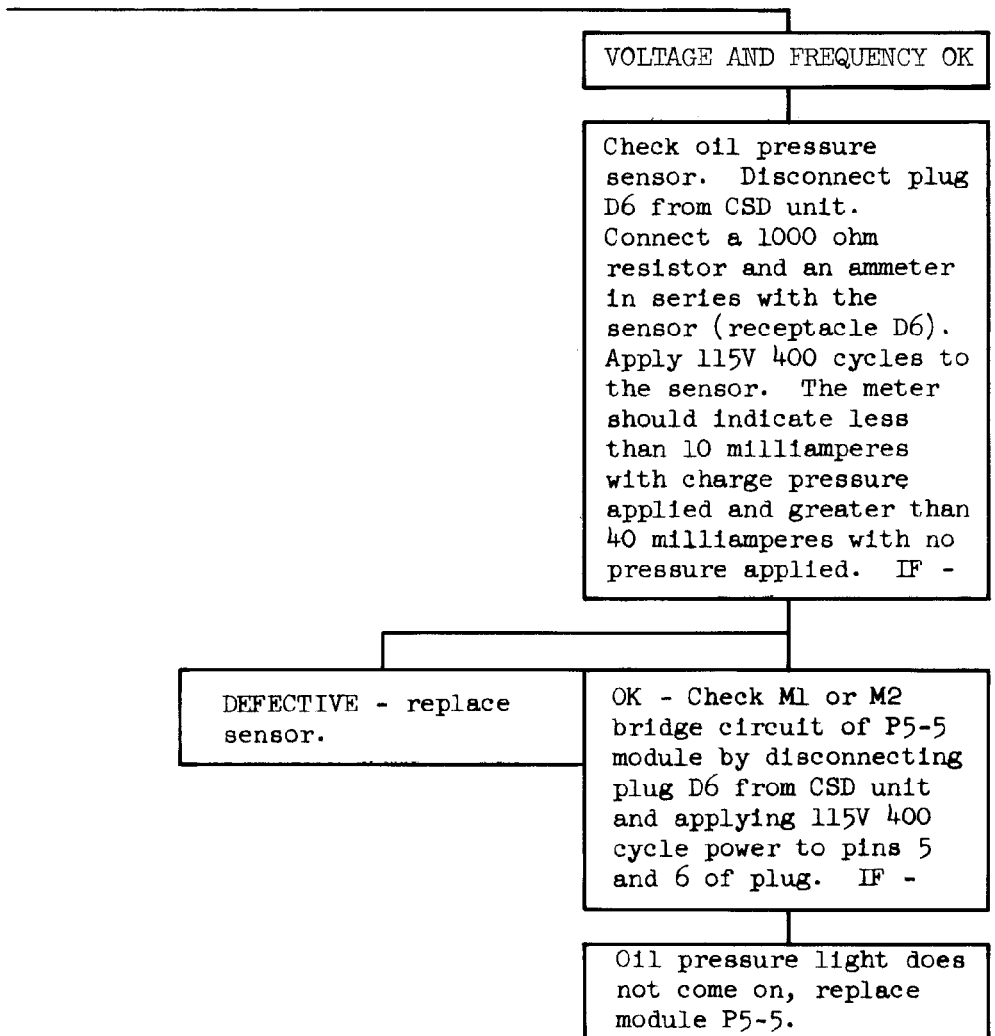 VOLTAGE AND FREQUENCY OK
Check oil pressure
sensor. Disconnect plug
D6 from CSD unit.
Connect a 1000 ohm
resistor and an ammeter
in series with the
sensor (receptacle D6).
Apply 115V 400 cycles to
the sensor. The meter
should indicate less
than 10 milliamperes
with charge pressure
applied and greater than
40 milliamperes with no
pressure applied. IF -
DEFECTIVE - replace
sensor.
OK - Check M1 or M2
bridge circuit of P5-5
module by disconnecting
plug D6 from CSD unit
and applying 115V 400
cycle power to pins 5
and 6 of plug. IF -
Oil pressure light does
not come on, replace
module P5-5.